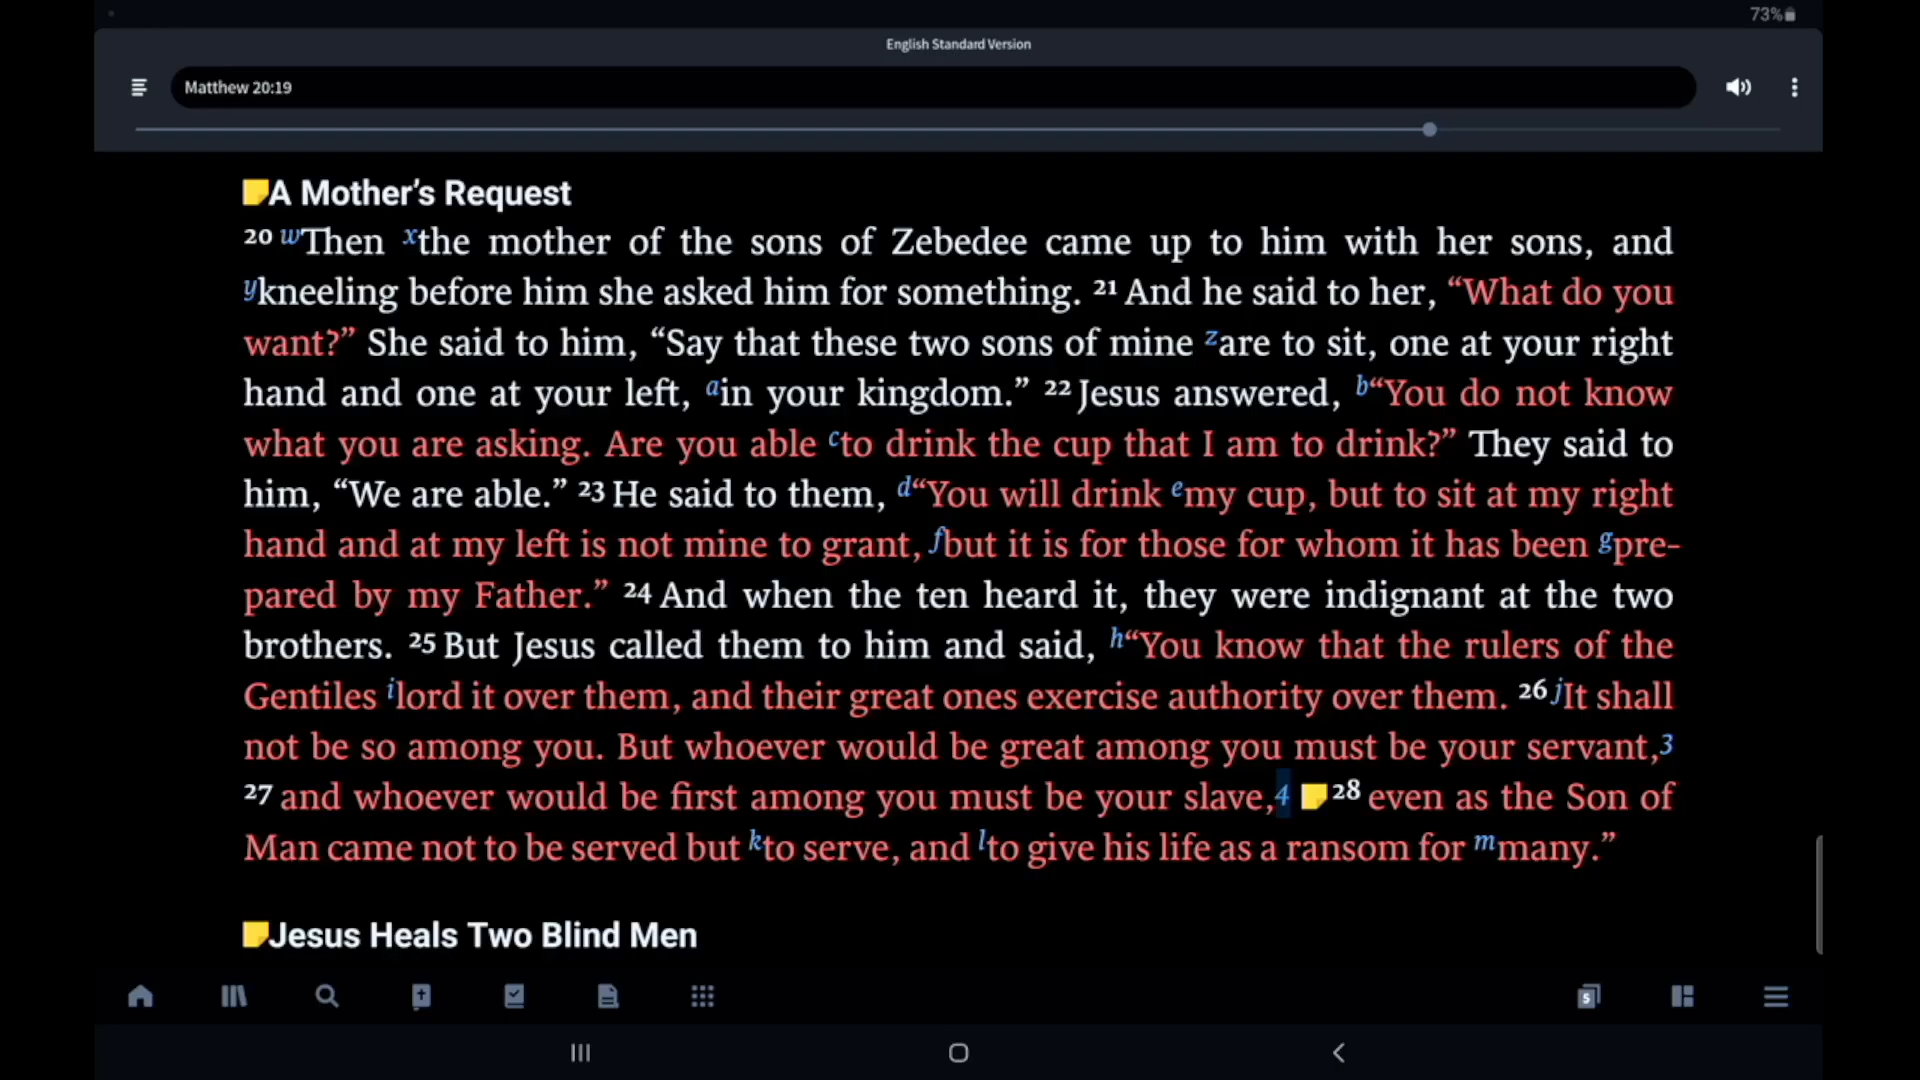 73%
English Standard Version
Matthew 20:19
A Mother’s Request
20 wThen xthe mother of the sons of Zebedee came up to him with her sons, and
ykneeling before him she asked him for something. 21 And he said to her, “What do you
want?” She said to him, “Say that these two sons of mine zare to sit, one at your right
hand and one at your left, ain your kingdom.” 22 Jesus answered, b“You do not know
what you are asking. Are you able cto drink the cup that I am to drink?” They said to
him, “We are able.” 23 He said to them, d“You will drink emy cup, but to sit at my right
hand and at my left is not mine to grant, fbut it is for those for whom it has been gpre-
pared by my Father.” 24 And when the ten heard it, they were indignant at the two
brothers. 25 But Jesus called them to him and said, h“You know that the rulers of the
Gentiles ilord it over them, and their great ones exercise authority over them. 26 jIt shall
not be so among you. But whoever would be great among you must be your servant,3
27 and whoever would be first among you must be your slave,4 28 even as the Son of
Man came not to be served but kto serve, and lto give his life as a ransom for mmany.”
Jesus Heals Two Blind Men
5